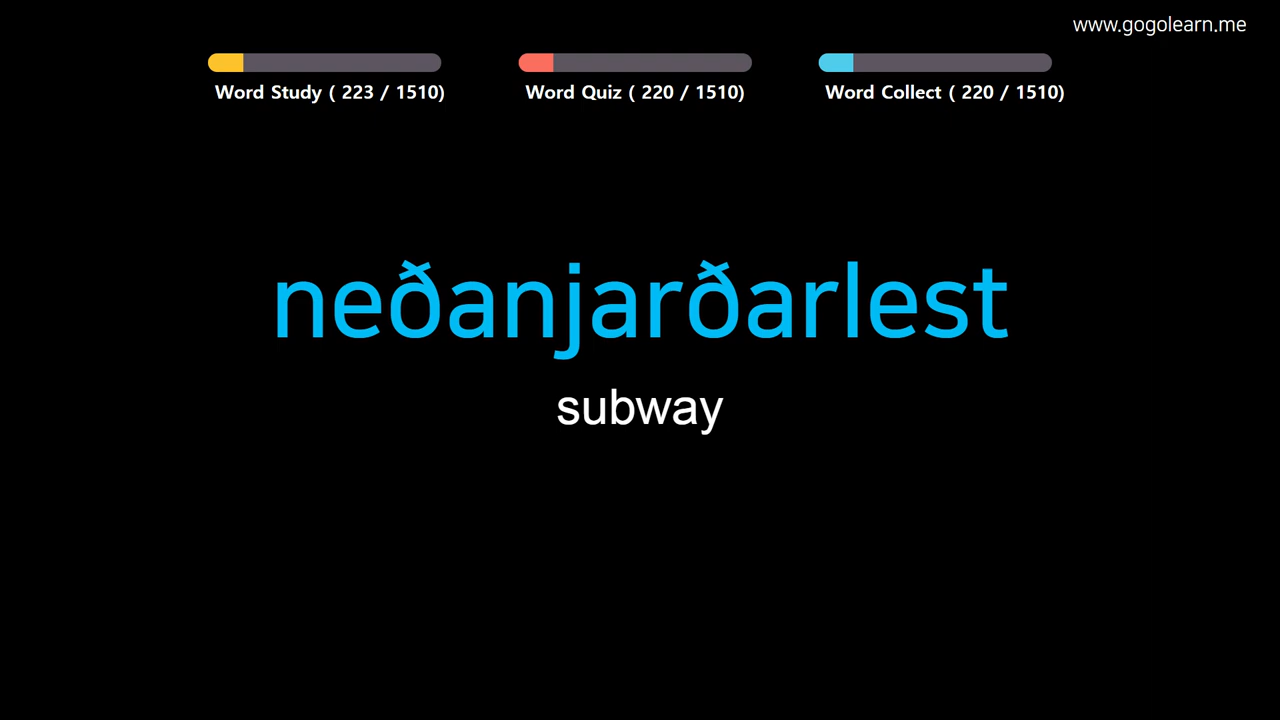 www.gogolearn.me
Word Study ( 223 / 1510)
Word Quiz ( 220 / 1510)
Word Collect ( 220 / 1510)
neðanjarðarlest
subway